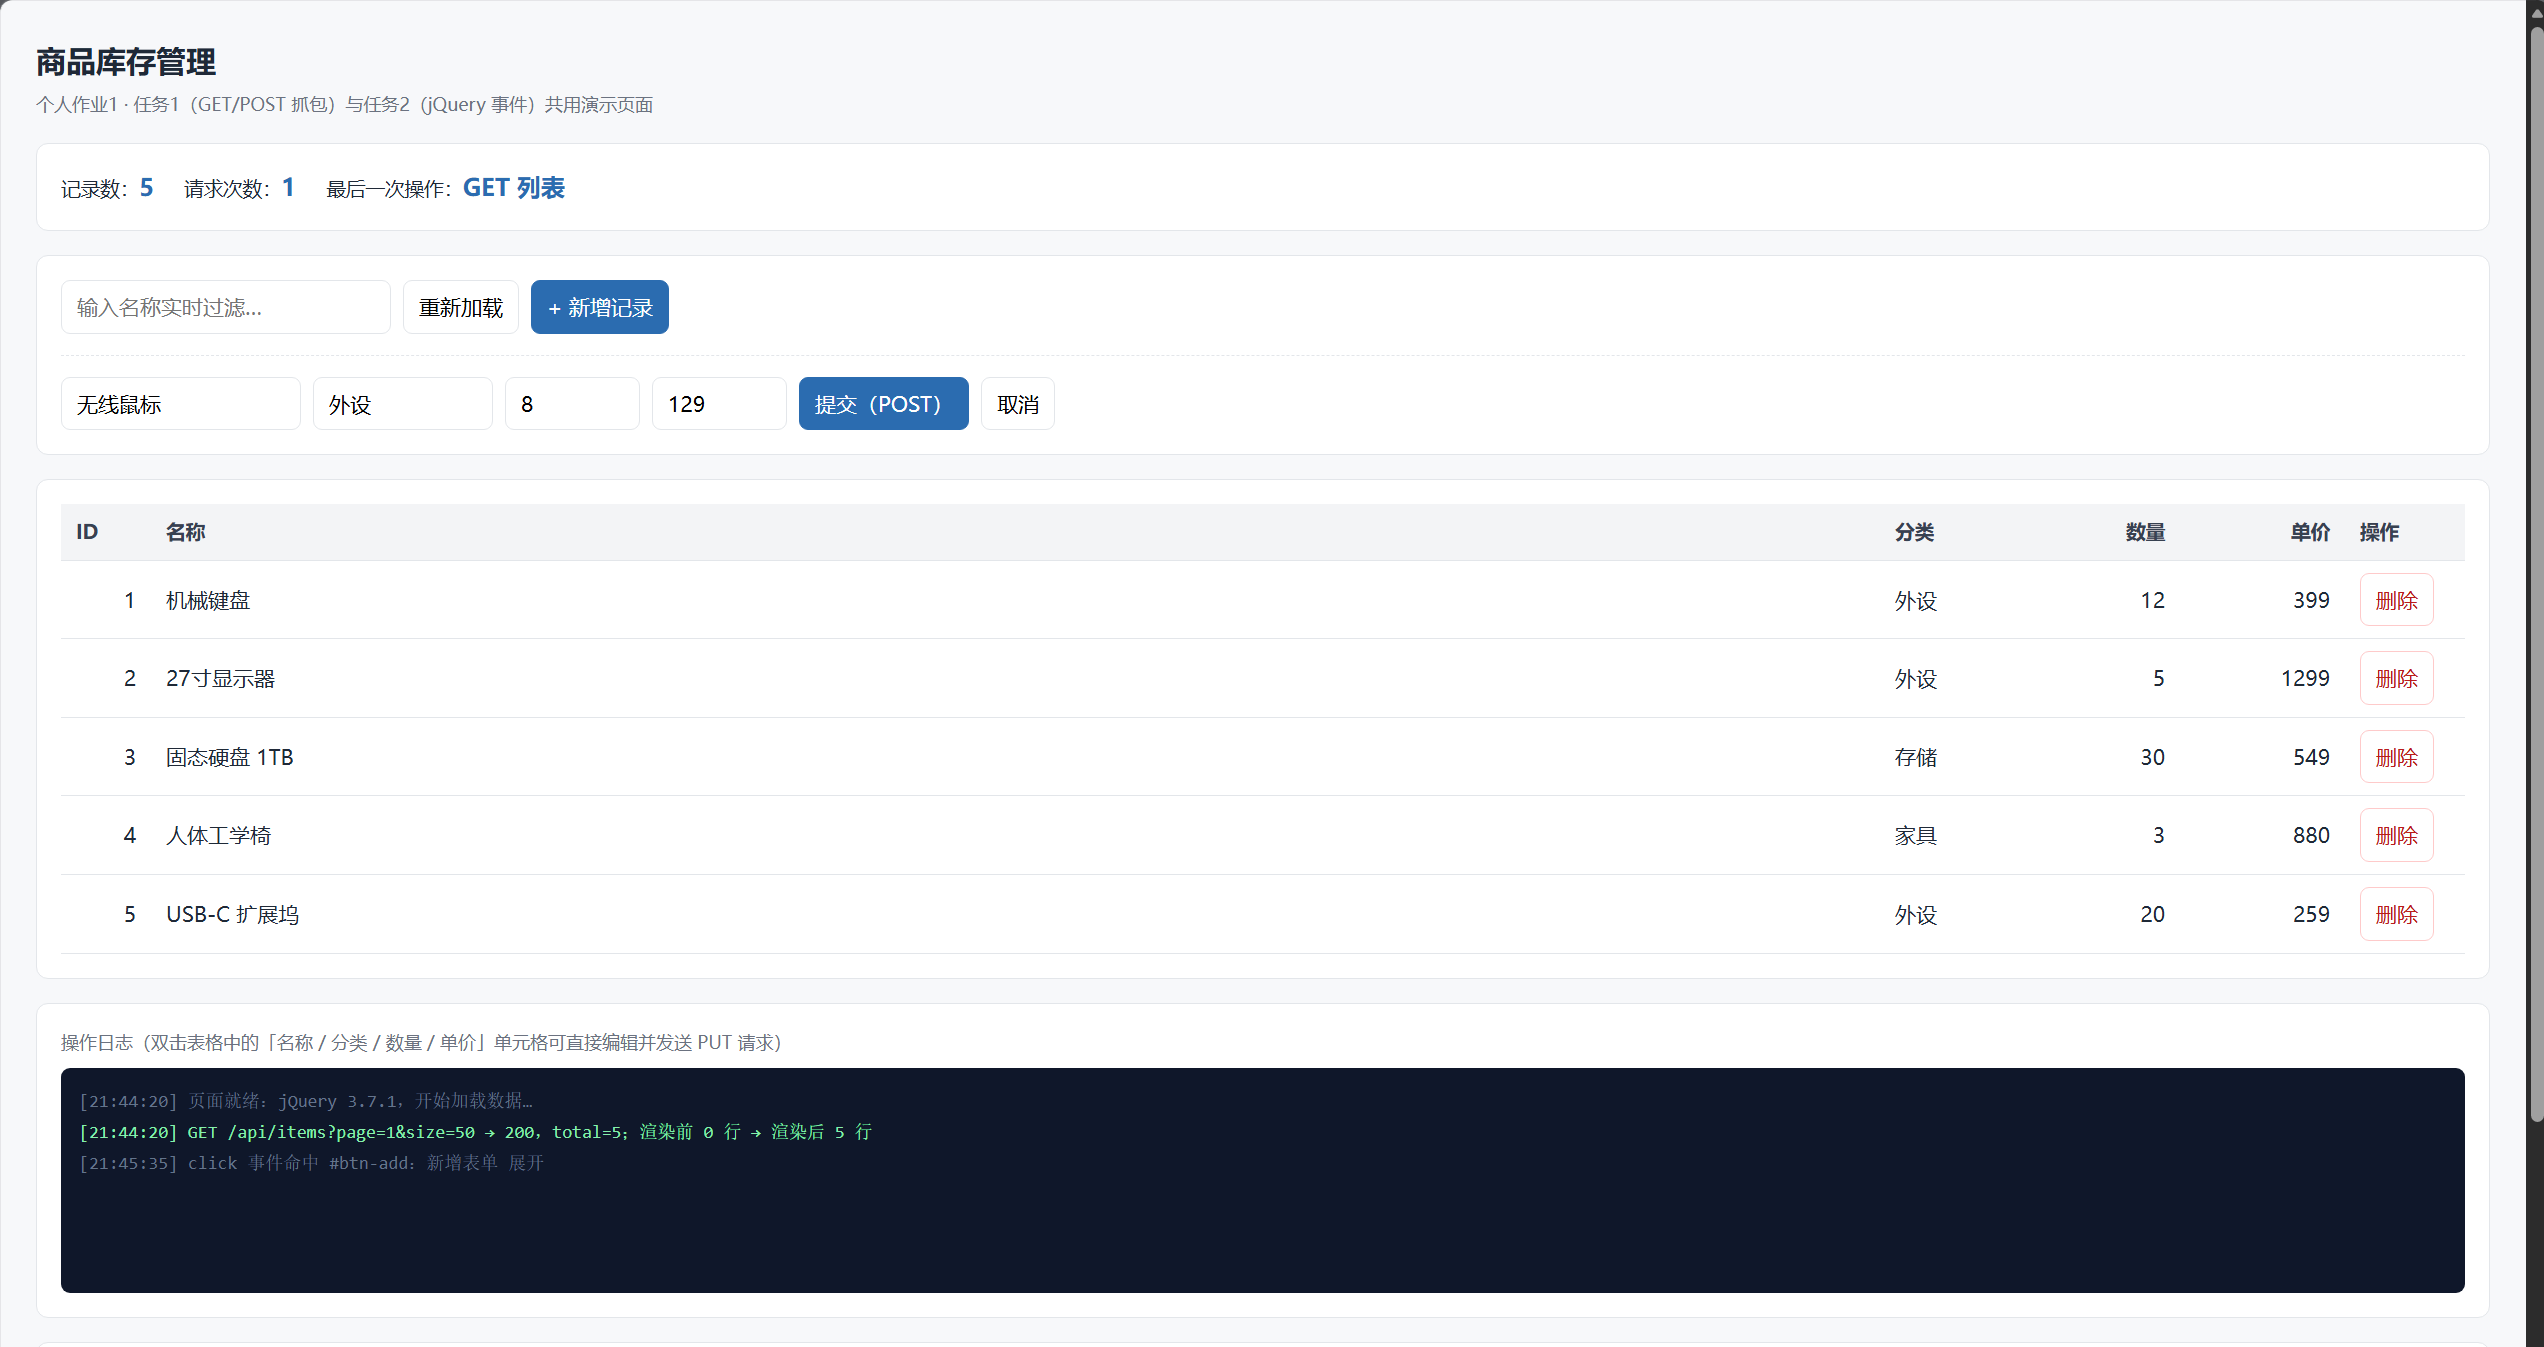 商品库存管理
个人作业1 · 任务1（GET/POST 抓包）与任务2（jQuery 事件）共用演示页面
记录数：5 请求次数：1 最后一次操作：GET 列表
输入名称实时过滤... 重新加载 + 新增记录
无线鼠标 外设 8 129 提交（POST） 取消
ID 名称 分类 数量 单价 操作
1 机械键盘 外设 12 399 删除
2 27寸显示器 外设 5 1299 删除
3 固态硬盘 1TB 存储 30 549 删除
4 人体工学椅 家具 3 880 删除
5 USB-C 扩展坞 外设 20 259 删除
操作日志（双击表格中的「名称 / 分类 / 数量 / 单价」单元格可直接编辑并发送 PUT 请求）
[21:44:20] 页面就绪：jQuery 3.7.1，开始加载数据…
[21:44:20] GET /api/items?page=1&size=50 → 200，total=5；渲染前 0 行 → 渲染后 5 行
[21:45:35] click 事件命中 #btn-add：新增表单 展开